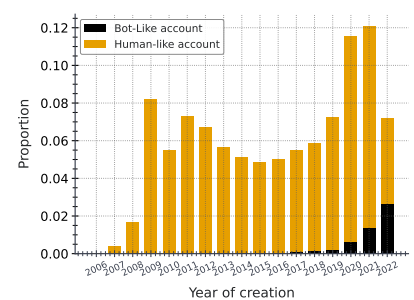 0.12
0.10
0.08
0.06
0.04
0.02
0.00
Proportion
Bot-Like account
Human-like account
2006 2007 2008 2009 2010 2011 2012 2013 2014 2015 2016 2017 2018 2019 2020 2021 2022
Year of creation